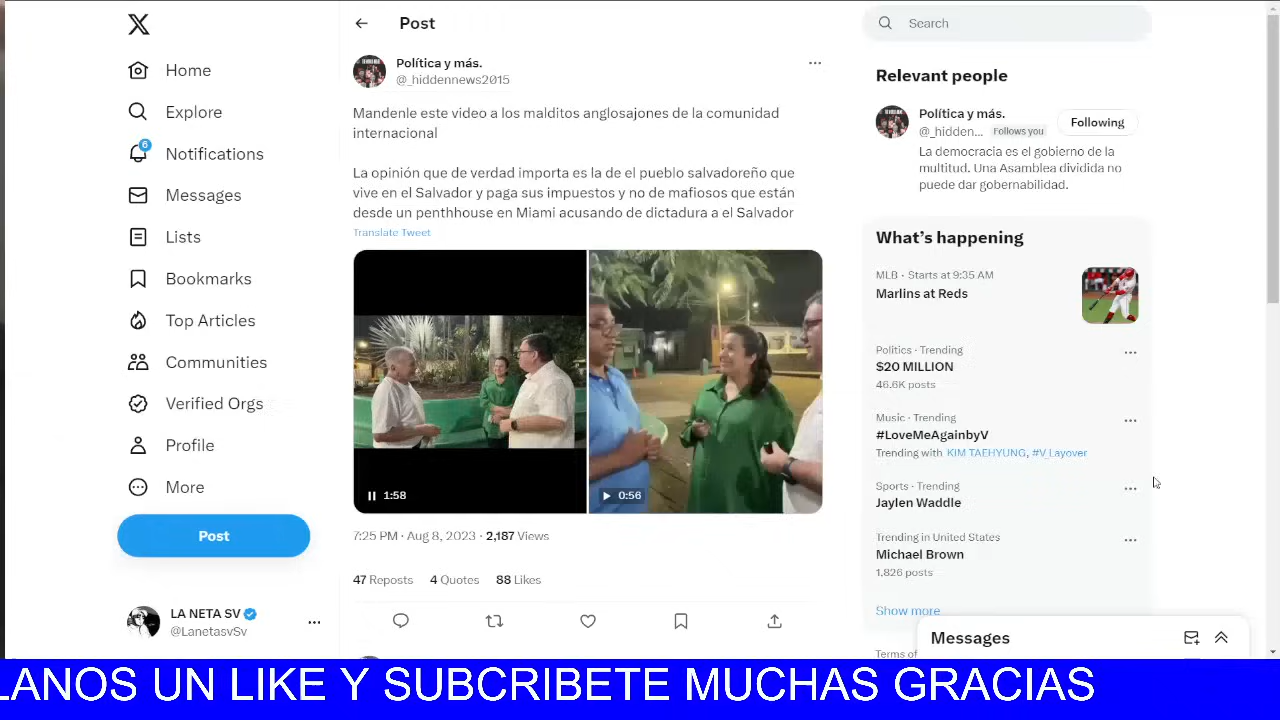 Home
Explore
6
Notifications
Messages
Lists
Bookmarks
Top Articles
Communities
Verified Orgs
Profile
More
Post
LA NETA SV
@LanetasvSv
Post
Política y más.
@_hiddennews2015
Mandenle este video a los malditos anglosajones de la comunidad
internacional
La opinión que de verdad importa es la de el pueblo salvadoreño que
vive en el Salvador y paga sus impuestos y no de mafiosos que están
desde un penthhouse en Miami acusando de dictadura a el Salvador
Translate Tweet
1:58
0:56
7:25 PM · Aug 8, 2023 · 2,187 Views
47 Reposts 4 Quotes 88 Likes
Search
Relevant people
Política y más.
@_hidden... Follows you
Following
La democracia es el gobierno de la
multitud. Una Asamblea dividida no
puede dar gobernabilidad.
What's happening
MLB · Starts at 9:35 AM
Marlins at Reds
Politics · Trending
$20 MILLION
46.6K posts
Music · Trending
#LoveMeAgainbyV
Trending with KIM TAEHYUNG, #V_Layover
Sports · Trending
Jaylen Waddle
Trending in United States
Michael Brown
1,826 posts
Show more
Terms of
Messages
LANOS UN LIKE Y SUBCRIBETE MUCHAS GRACIAS